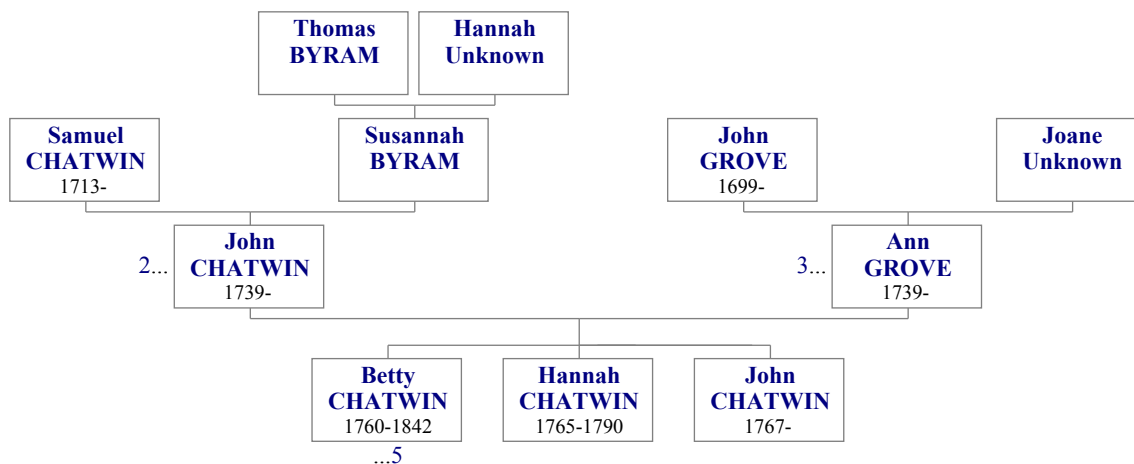 Thomas
BYRAM
Hannah
Unknown
Samuel
CHATWIN
1713-
Susannah
BYRAM
John
GROVE
1699-
Joane
Unknown
2...
John
CHATWIN
1739-
3...
Ann
GROVE
1739-
Betty
CHATWIN
1760-1842
...5
Hannah
CHATWIN
1765-1790
John
CHATWIN
1767-